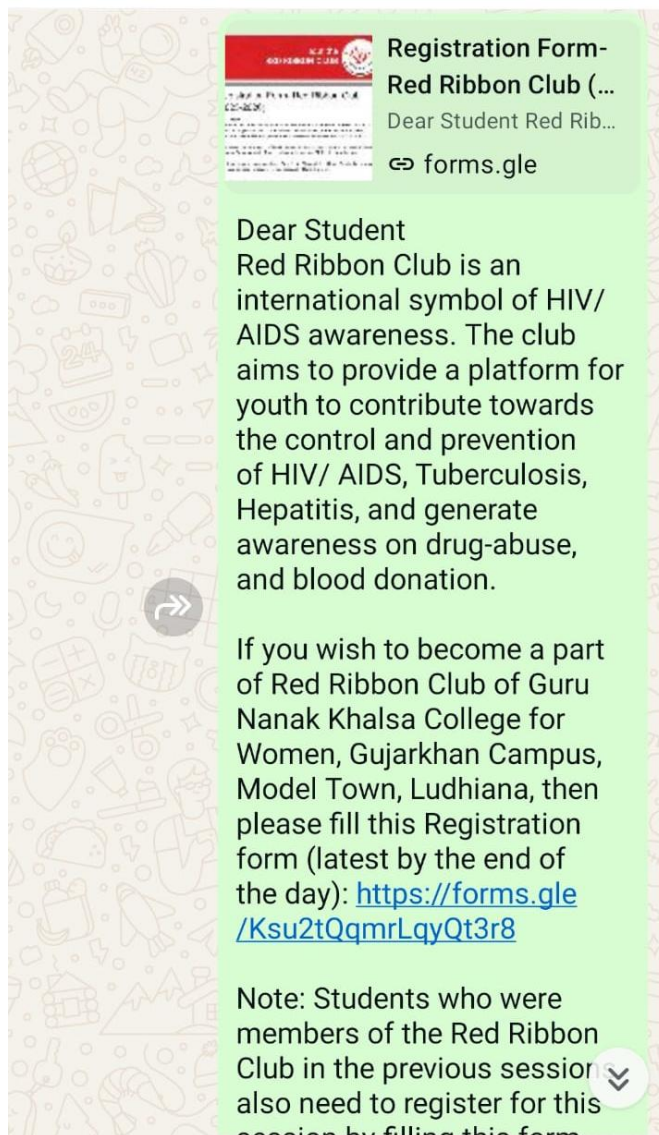 Registration Form-
Red Ribbon Club (...
Dear Student Red Rib...
forms.gle
Dear Student
Red Ribbon Club is an
international symbol of HIV/
AIDS awareness. The club
aims to provide a platform for
youth to contribute towards
the control and prevention
of HIV/ AIDS, Tuberculosis,
Hepatitis, and generate
awareness on drug-abuse,
and blood donation.
If you wish to become a part
of Red Ribbon Club of Guru
Nanak Khalsa College for
Women, Gujarkhan Campus,
Model Town, Ludhiana, then
please fill this Registration
form (latest by the end of
the day): https://forms.gle
/Ksu2tQqmrLqyQt3r8
Note: Students who were
members of the Red Ribbon
Club in the previous sessions
also need to register for this
session by filling this form